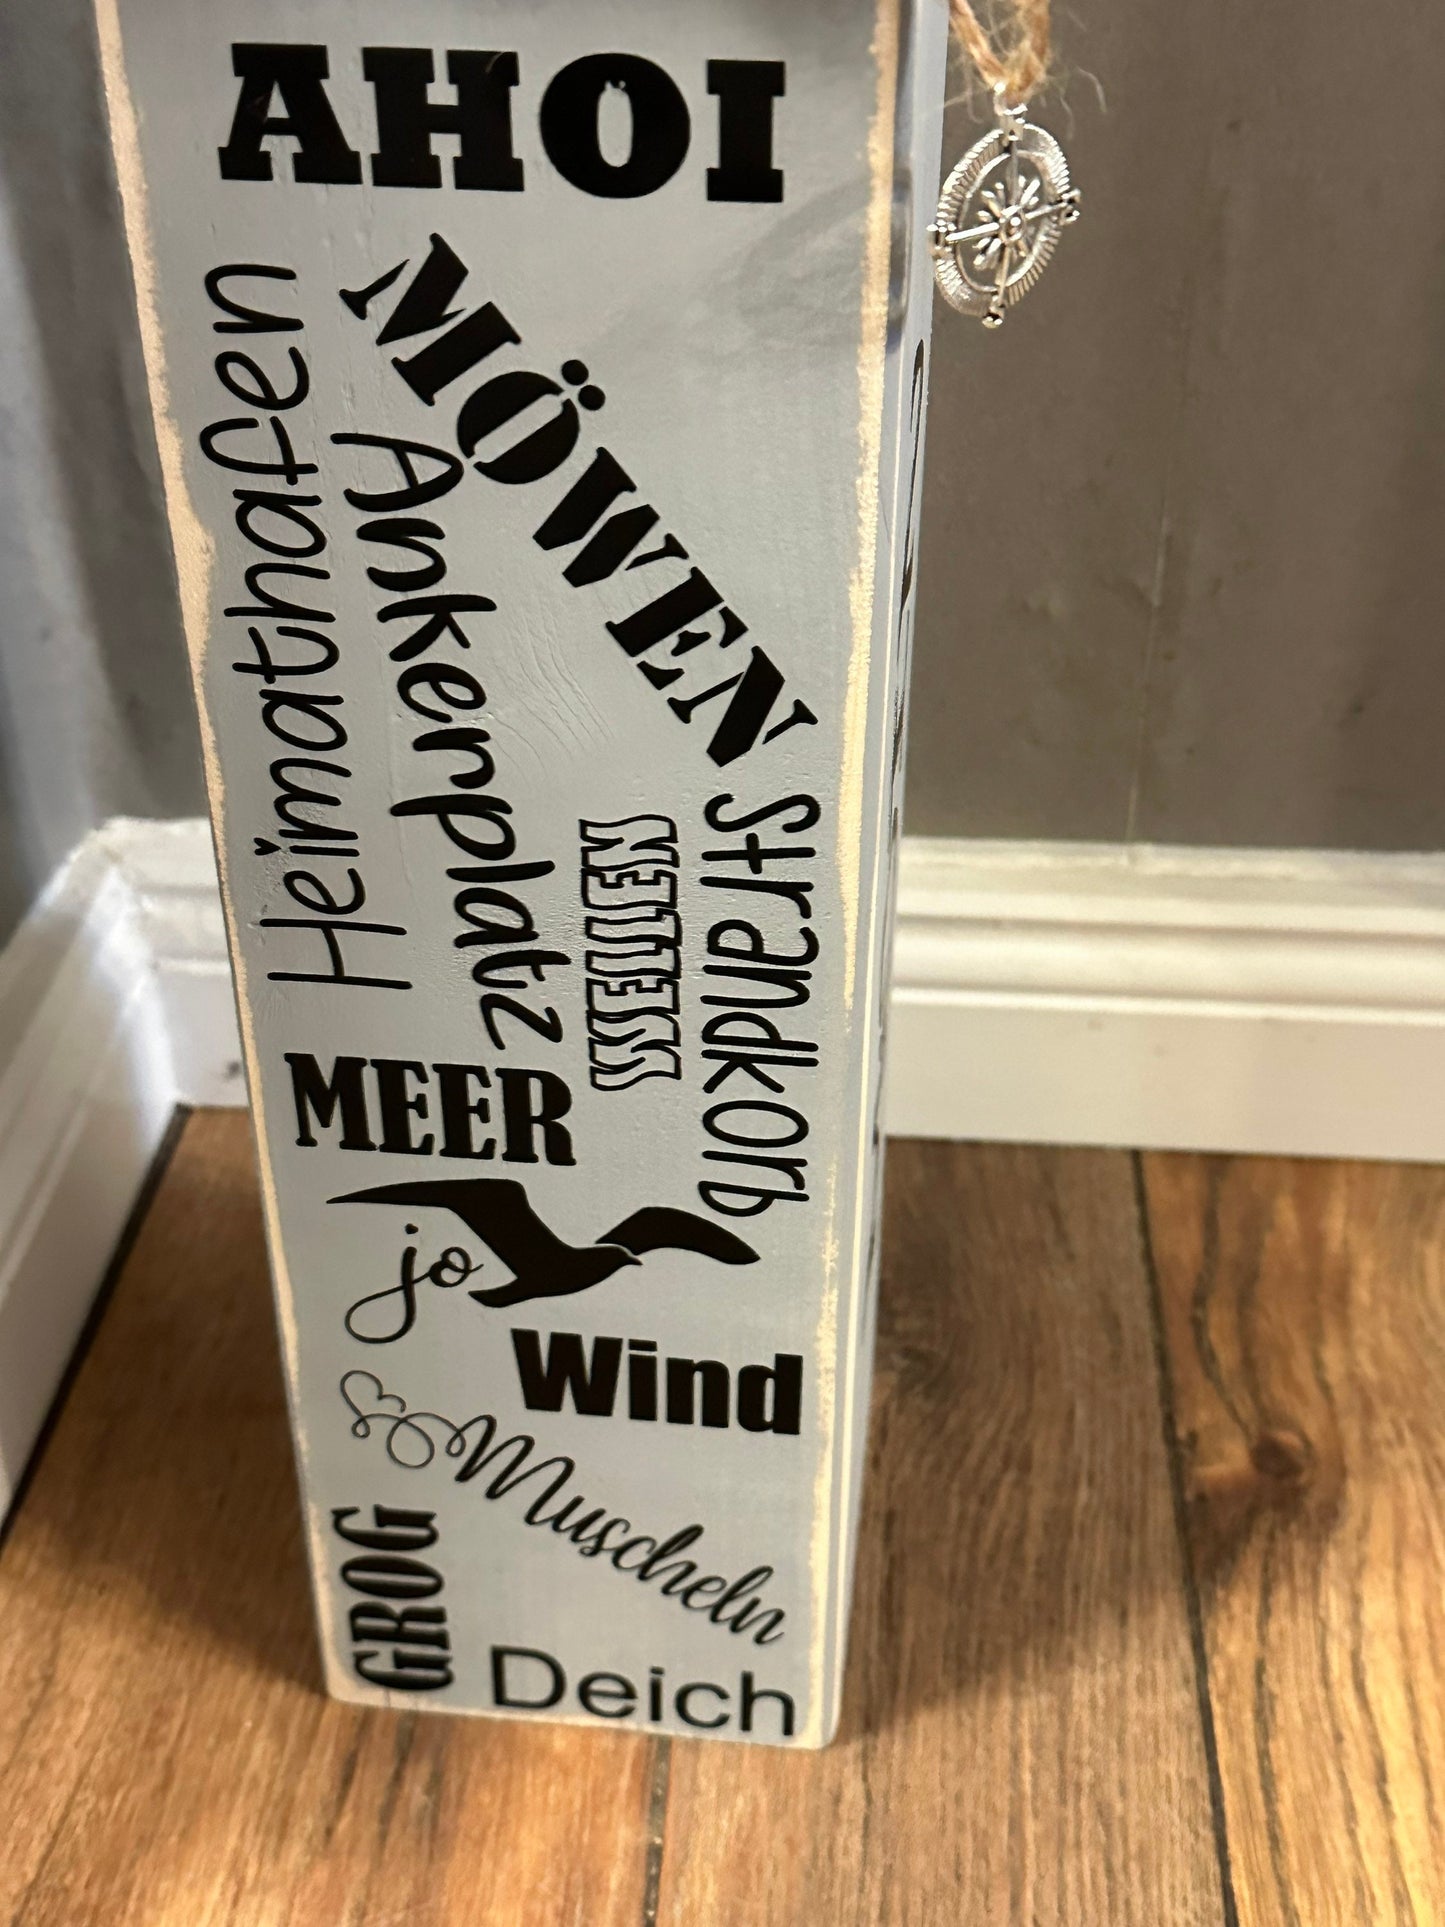 AHOI
MÖWEN
Heimathafen
Ankerplatz
Strandkorb
WELLEN
MEER
jo
Wind
Muscheln
GROG
Deich